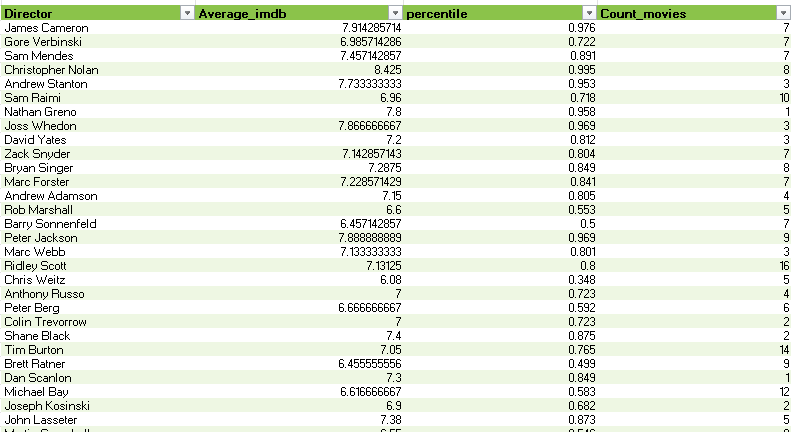 Director Average_imdb percentile Count_movies
James Cameron 7.914285714 0.976 7
Gore Verbinski 6.985714286 0.722 7
Sam Mendes 7.457142857 0.891 7
Christopher Nolan 8.425 0.995 8
Andrew Stanton 7.733333333 0.953 3
Sam Raimi 6.96 0.718 10
Nathan Greno 7.8 0.958 1
Joss Whedon 7.866666667 0.969 3
David Yates 7.2 0.812 3
Zack Snyder 7.142857143 0.804 7
Bryan Singer 7.2875 0.849 8
Marc Forster 7.228571429 0.841 7
Andrew Adamson 7.15 0.805 4
Rob Marshall 6.6 0.553 5
Barry Sonnenfeld 6.457142857 0.5 7
Peter Jackson 7.888888889 0.969 9
Marc Webb 7.133333333 0.801 3
Ridley Scott 7.13125 0.8 16
Chris Weitz 6.08 0.348 5
Anthony Russo 7 0.723 4
Peter Berg 6.666666667 0.592 6
Colin Trevorrow 7 0.723 2
Shane Black 7.4 0.875 2
Tim Burton 7.05 0.765 14
Brett Ratner 6.455555556 0.499 9
Dan Scanlon 7.3 0.849 1
Michael Bay 6.616666667 0.583 12
Joseph Kosinski 6.9 0.682 2
John Lasseter 7.38 0.873 5